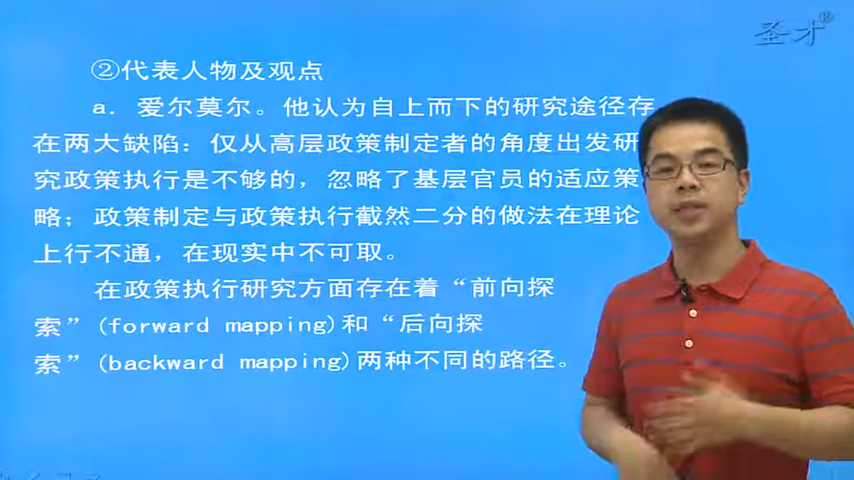 圣才®
②代表人物及观点
a. 爱尔莫尔。他认为自上而下的研究途径存
在两大缺陷：仅从高层政策制定者的角度出发研
究政策执行是不够的，忽略了基层官员的适应策
略；政策制定与政策执行截然二分的做法在理论
上行不通，在现实中不可取。
在政策执行研究方面存在着“前向探
索”(forward mapping)和“后向探
索”(backward mapping)两种不同的路径。